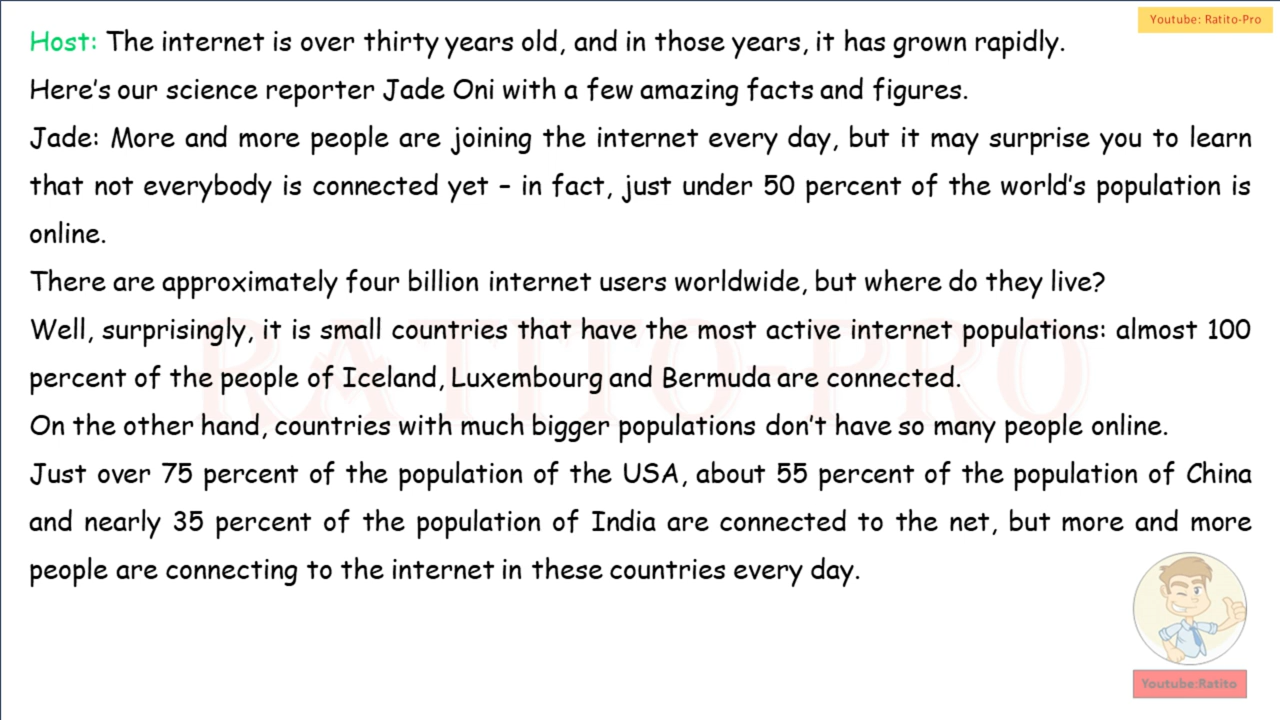 Youtube: Ratito-Pro
Host: The internet is over thirty years old, and in those years, it has grown rapidly.
Here's our science reporter Jade Oni with a few amazing facts and figures.
Jade: More and more people are joining the internet every day, but it may surprise you to learn
that not everybody is connected yet – in fact, just under 50 percent of the world's population is
online.
There are approximately four billion internet users worldwide, but where do they live?
Well, surprisingly, it is small countries that have the most active internet populations: almost 100
percent of the people of Iceland, Luxembourg and Bermuda are connected.
RATITO-PRO
On the other hand, countries with much bigger populations don't have so many people online.
Just over 75 percent of the population of the USA, about 55 percent of the population of China
and nearly 35 percent of the population of India are connected to the net, but more and more
people are connecting to the internet in these countries every day.
Youtube:Ratito